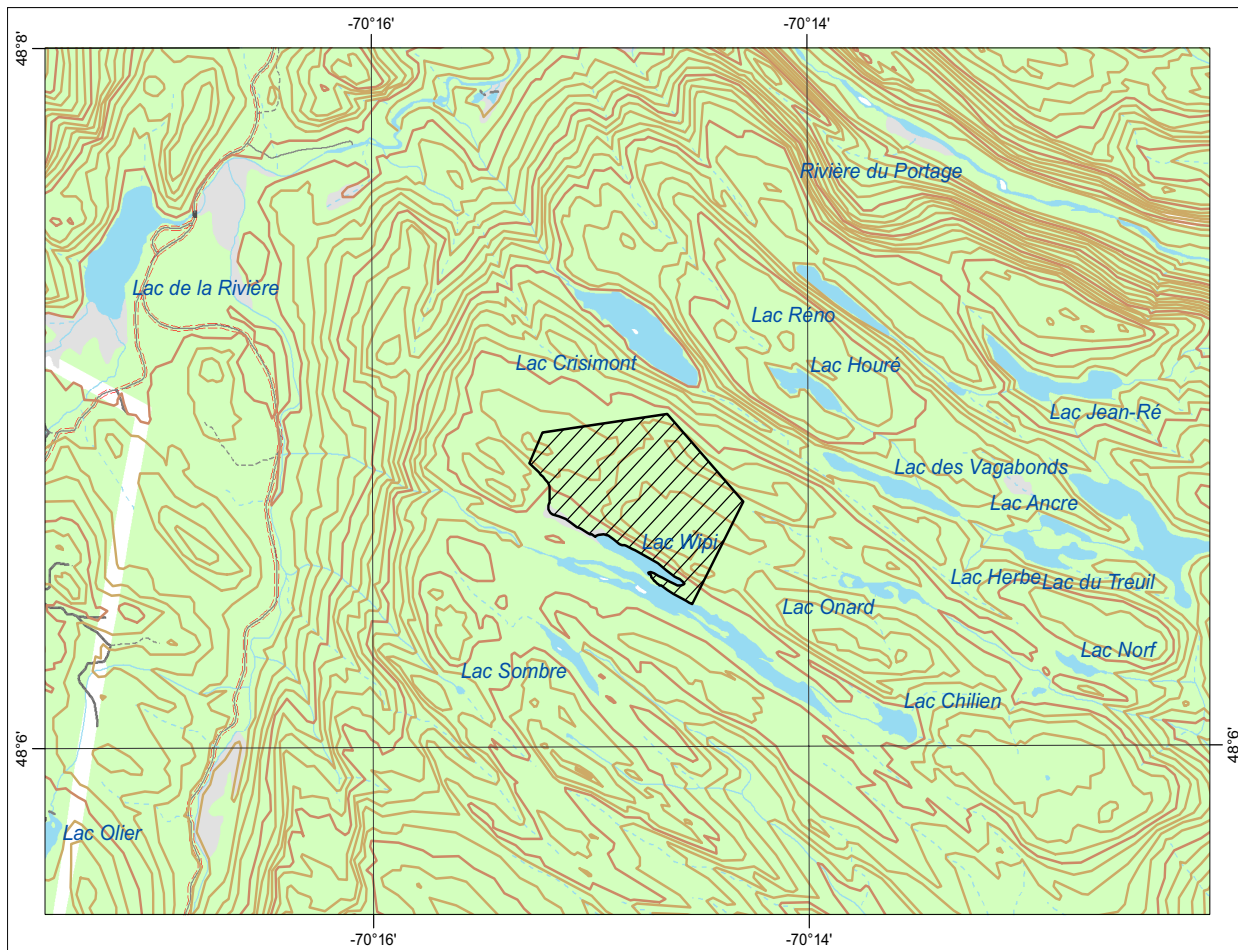 -70°16'
-70°14'
48°8'
Rivière du Portage
Lac de la Rivière
Lac Réno
Lac Crisimont
Lac Houré
Lac Jean-Ré
Lac des Vagabonds
Lac Ancre
Lac Wipi
Lac Herbe
Lac du Treuil
Lac Onard
Lac Norf
Lac Sombre
Lac Chilien
48°6'
48°6'
Lac Olier
-70°16'
-70°14'